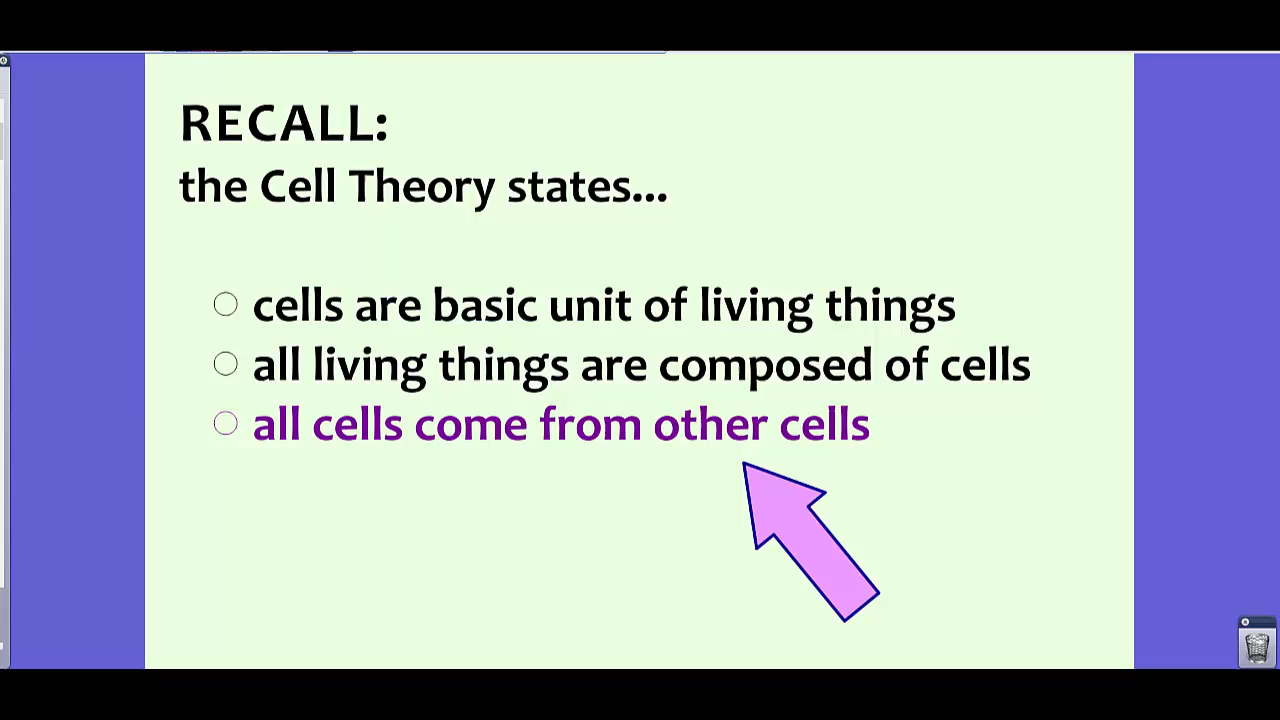 RECALL:
the Cell Theory states...
cells are basic unit of living things
all living things are composed of cells
all cells come from other cells